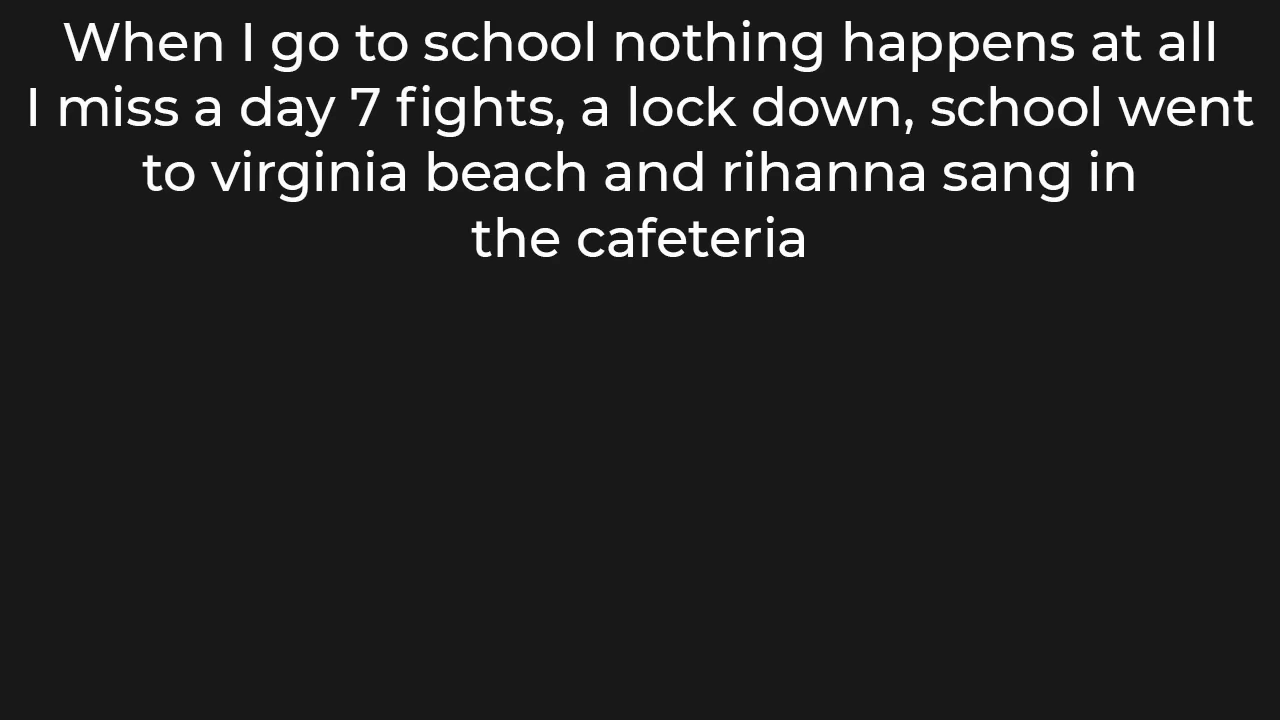 When I go to school nothing happens at all
I miss a day 7 fights, a lock down, school went
to virginia beach and rihanna sang in
the cafeteria